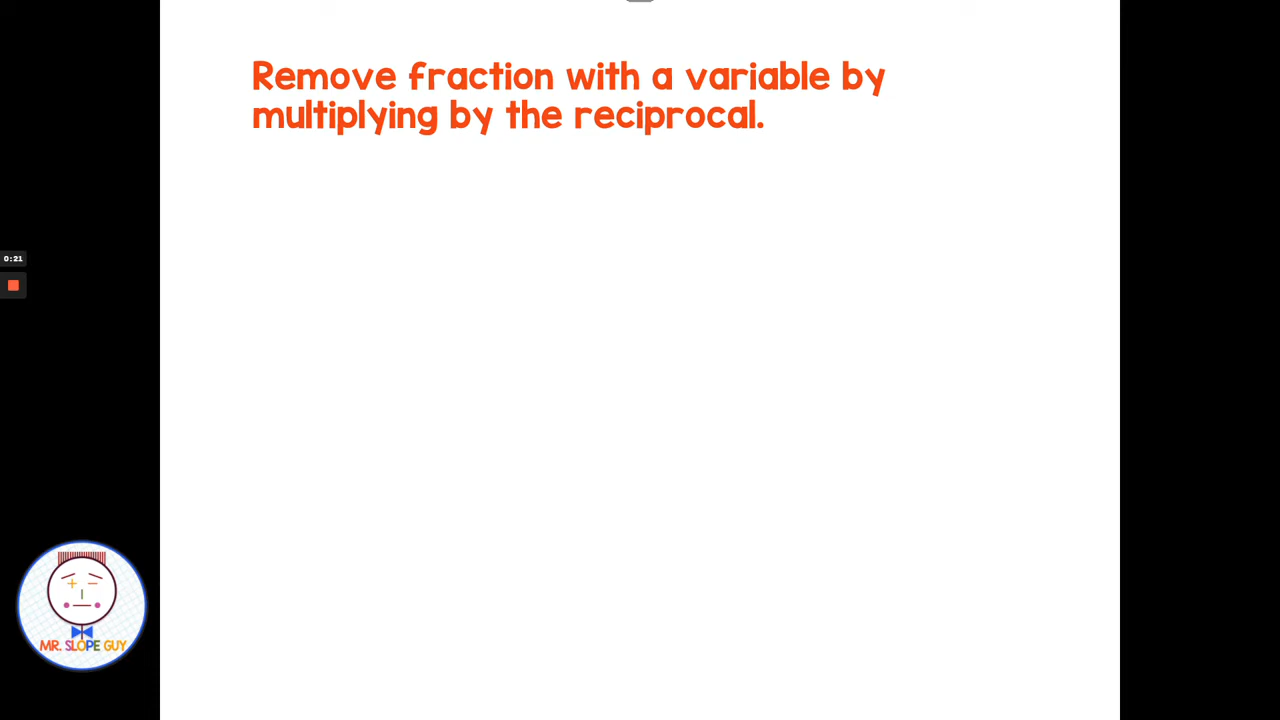 Remove fraction with a variable by
multiplying by the reciprocal.
0:21
MR. SLOPE GUY